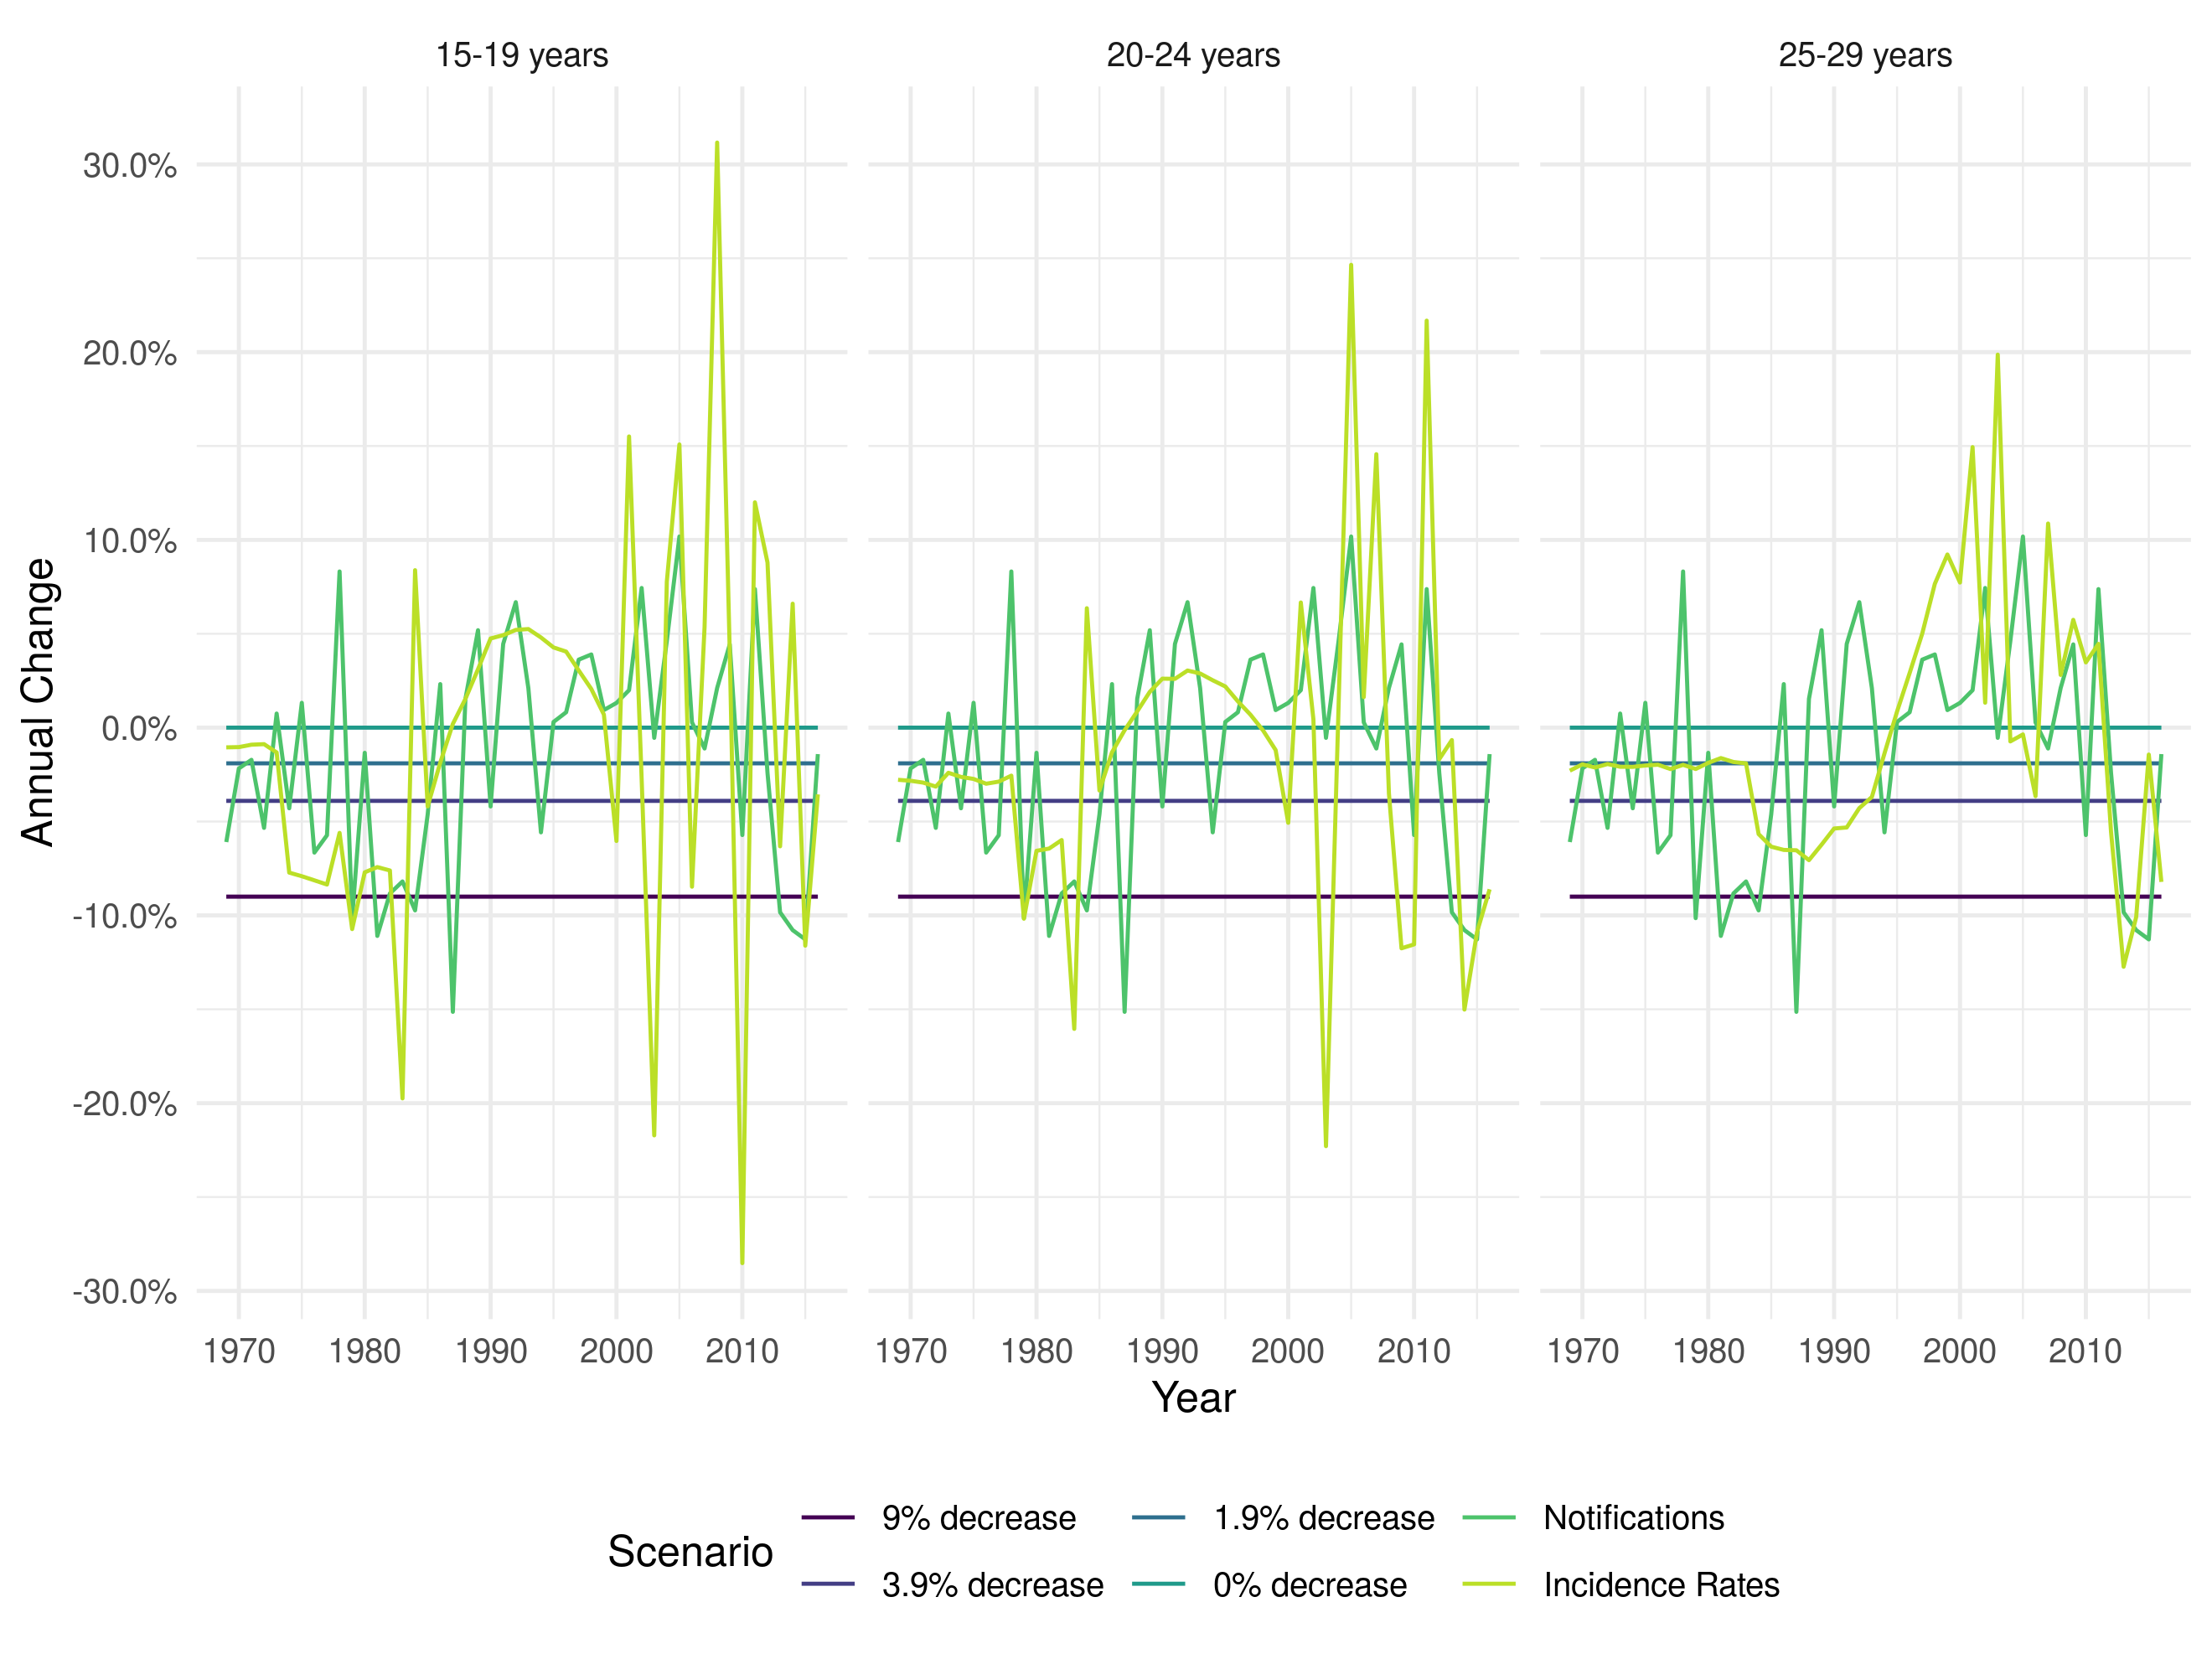 15-19 years 20-24 years 25-29 years
30.0%
20.0%
10.0%
0.0%
-10.0%
-20.0%
-30.0%
Annual Change
1970 1980 1990 2000 2010 1970 1980 1990 2000 2010 1970 1980 1990 2000 2010
Year
Scenario
9% decrease 1.9% decrease Notifications
3.9% decrease 0% decrease Incidence Rates